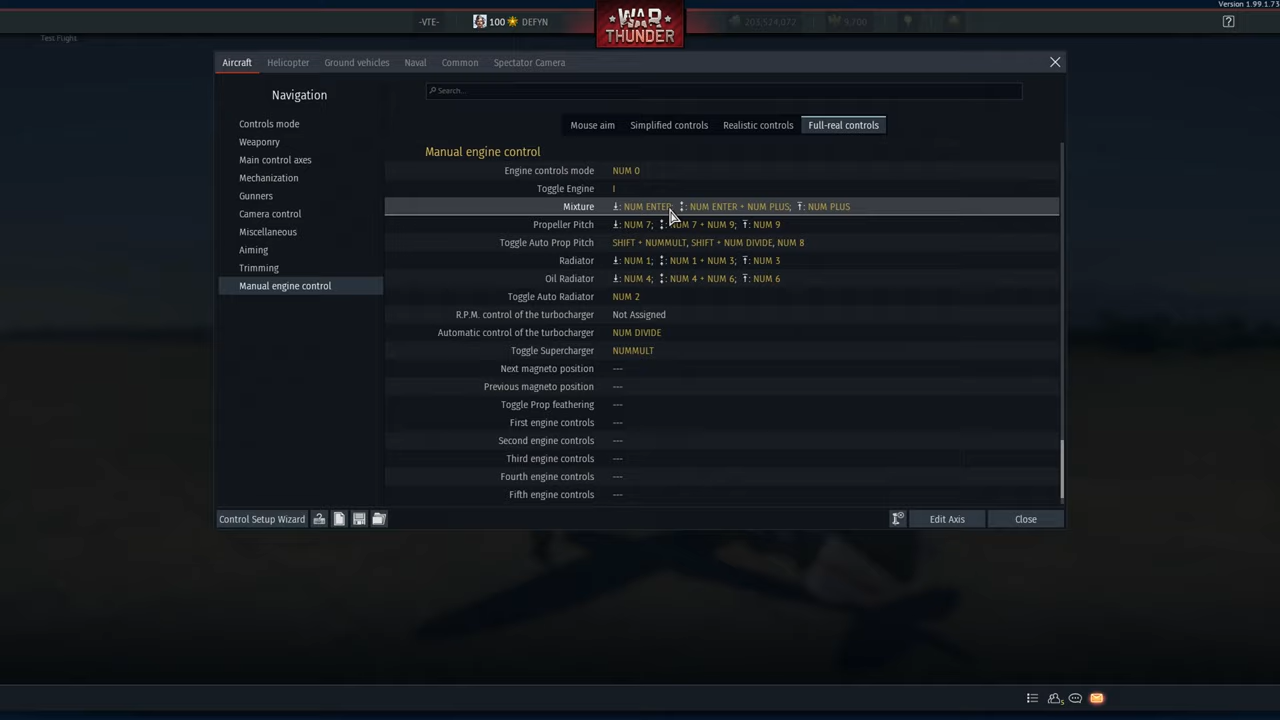 Version 1.99.1.73
-VTE-
100 DEFYN
WAR THUNDER
203,524,072
9,706
Test Flight
Aircraft Helicopter Ground vehicles Naval Common Spectator Camera
Navigation
Search...
Controls mode
Weaponry
Main control axes
Mechanization
Gunners
Camera control
Miscellaneous
Aiming
Trimming
Manual engine control
Mouse aim Simplified controls Realistic controls Full-real controls
Manual engine control
Engine controls mode NUM 0
Toggle Engine I
Mixture : NUM ENTER; : NUM ENTER + NUM PLUS; : NUM PLUS
Propeller Pitch : NUM 7; : NUM 7 + NUM 9; : NUM 9
Toggle Auto Prop Pitch SHIFT + NUMMULT, SHIFT + NUM DIVIDE, NUM 8
Radiator : NUM 1; : NUM 1 + NUM 3; : NUM 3
Oil Radiator : NUM 4; : NUM 4 + NUM 6; : NUM 6
Toggle Auto Radiator NUM 2
R.P.M. control of the turbocharger Not Assigned
Automatic control of the turbocharger NUM DIVIDE
Toggle Supercharger NUMMULT
Next magneto position ---
Previous magneto position ---
Toggle Prop feathering ---
First engine controls ---
Second engine controls ---
Third engine controls ---
Fourth engine controls ---
Fifth engine controls ---
Control Setup Wizard Edit Axis Close
5